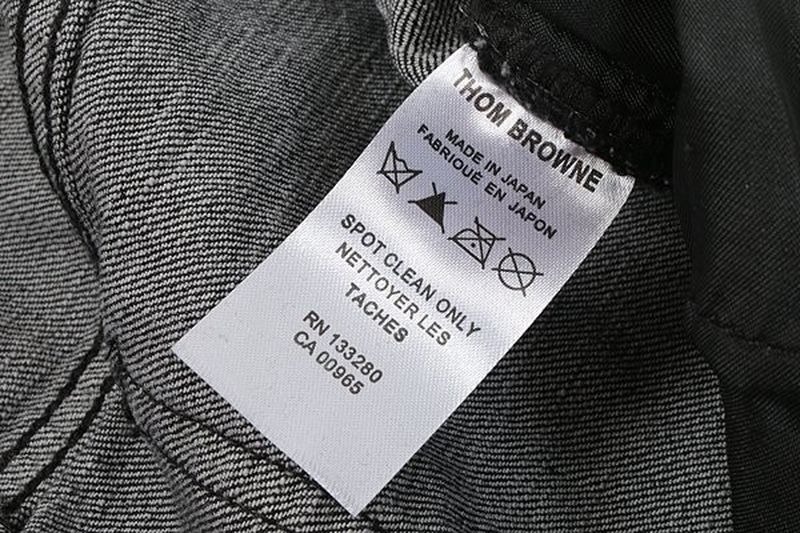 THOM BROWNE
MADE IN JAPAN
FABRIQUÉ EN JAPON
SPOT CLEAN ONLY
NETTOYER LES
TACHES
RN 133280
CA 00965